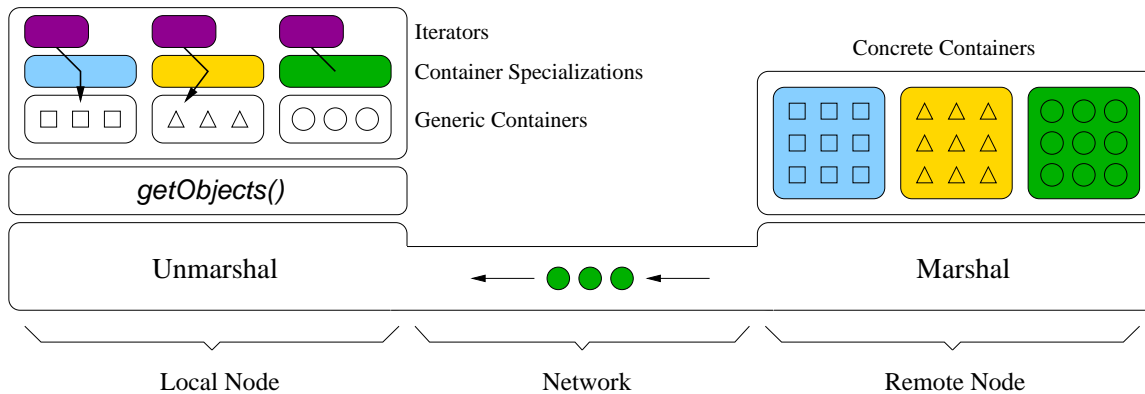 Iterators
Concrete Containers
Container Specializations
Generic Containers
getObjects()
Unmarshal
Marshal
Local Node
Network
Remote Node